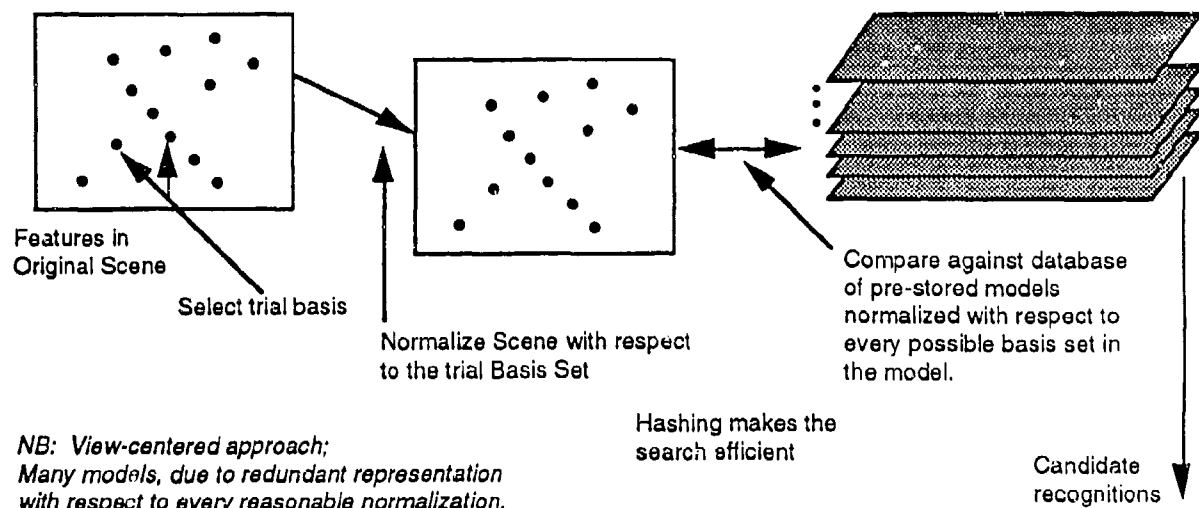 Features in
Original Scene
Select trial basis
Normalize Scene with respect
to the trial Basis Set
Compare against database
of pre-stored models
normalized with respect to
every possible basis set in
the model.
Hashing makes the
search efficient
NB: View-centered approach;
Many models, due to redundant representation
with respect to every reasonable normalization.
Candidate
recognitions